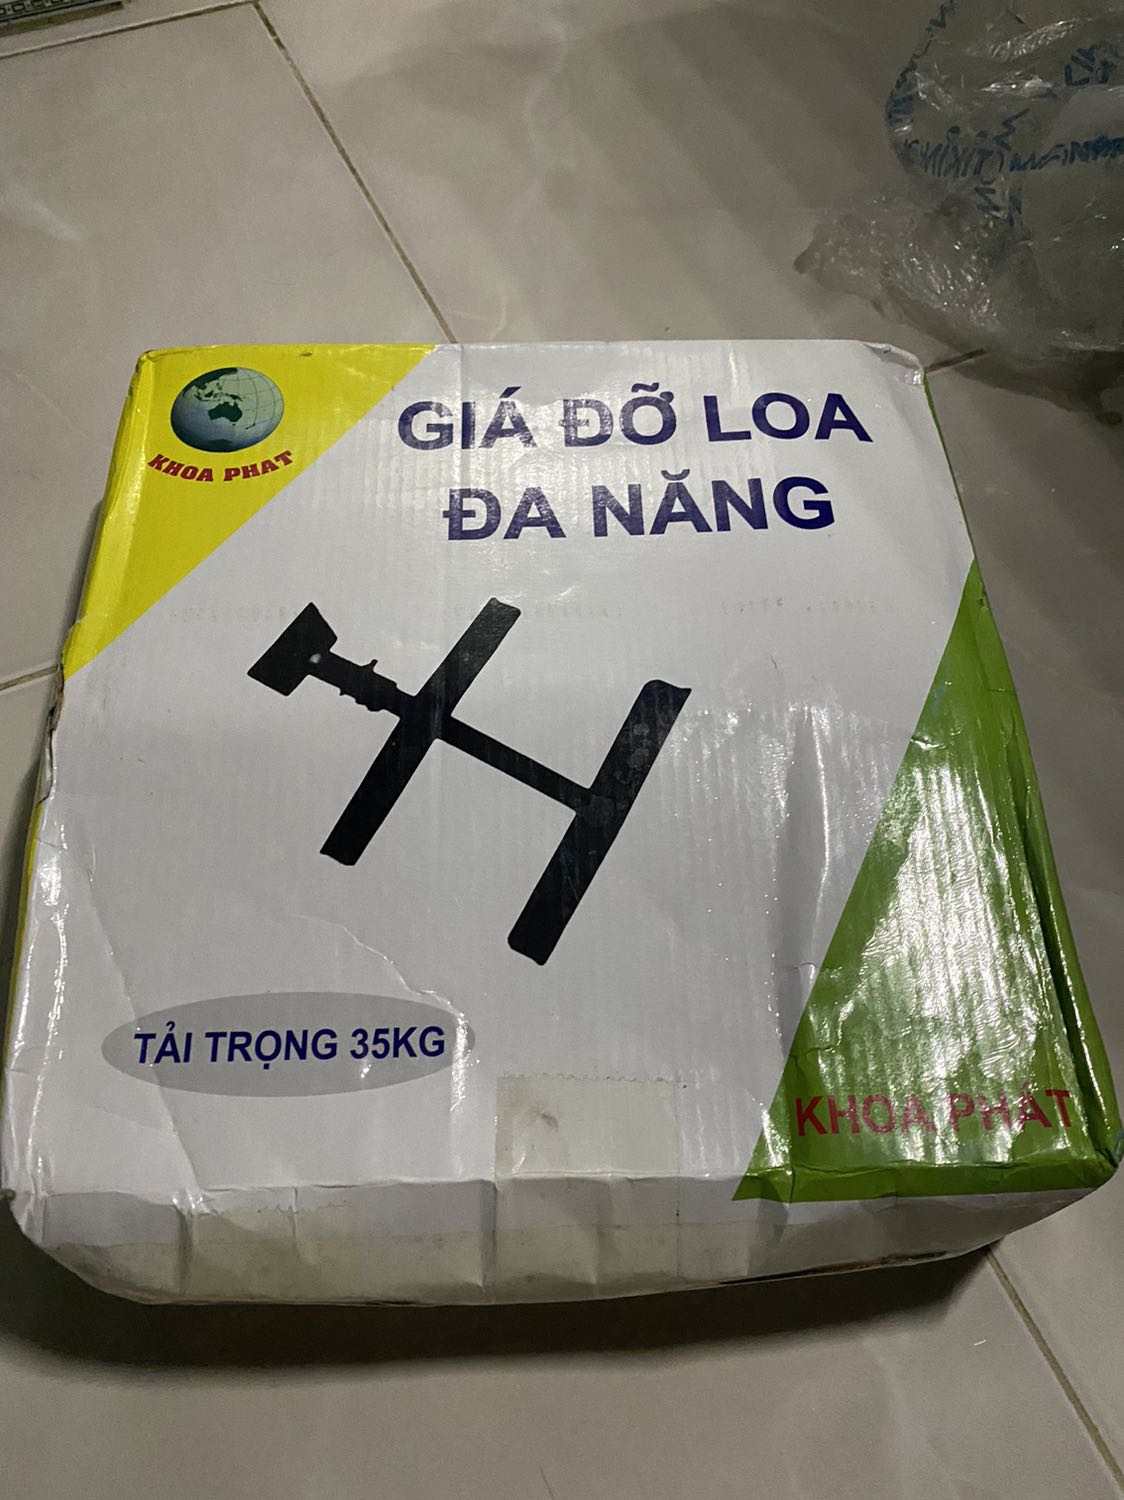 KHOA PHAT
GIÁ ĐỠ LOA
ĐA NĂNG
TẢI TRỌNG 35KG
KHOA PHÁT